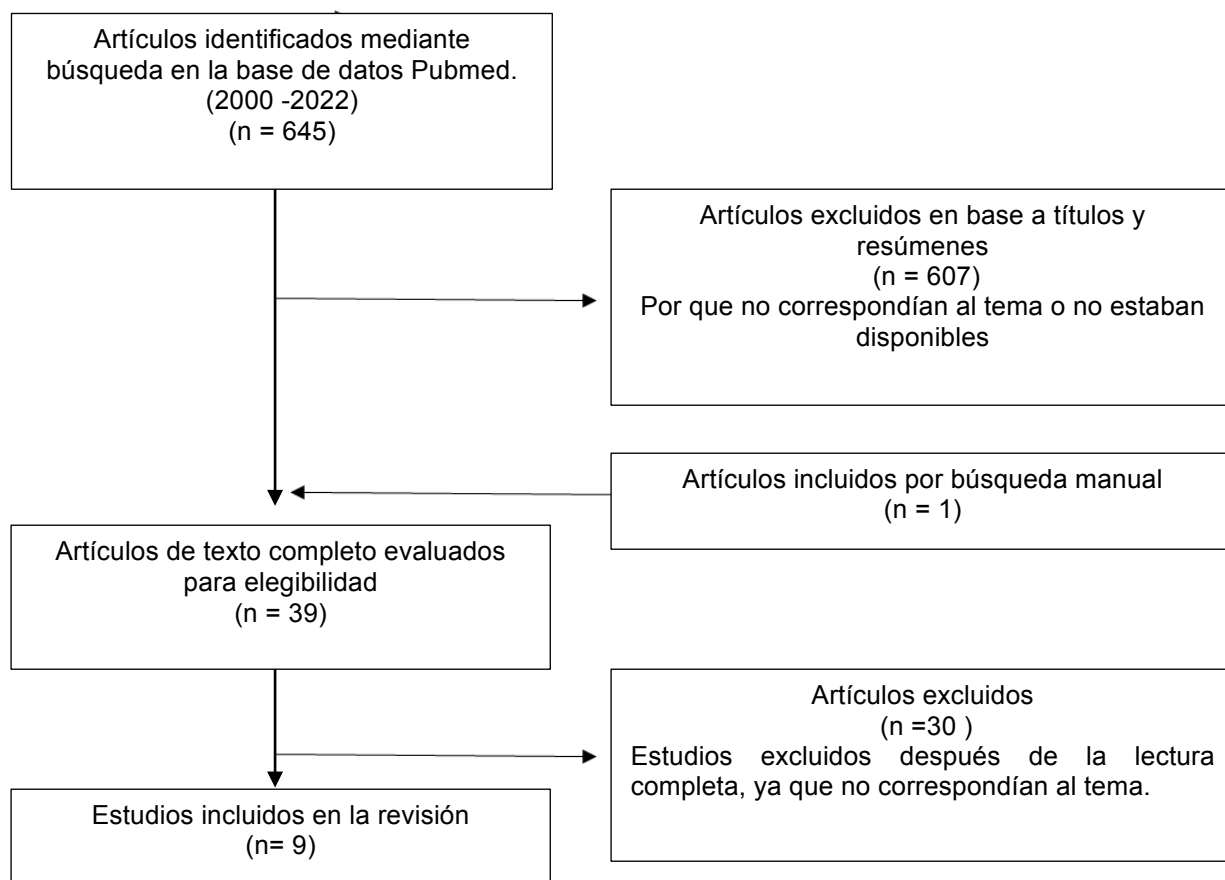 Artículos identificados mediante
búsqueda en la base de datos Pubmed.
(2000 -2022)
(n = 645)
Artículos excluidos en base a títulos y
resúmenes
(n = 607)
Por que no correspondían al tema o no estaban
disponibles
Artículos incluidos por búsqueda manual
(n = 1)
Artículos de texto completo evaluados
para elegibilidad
(n = 39)
Artículos excluidos
(n =30 )
Estudios excluidos después de la lectura
completa, ya que no correspondían al tema.
Estudios incluidos en la revisión
(n= 9)